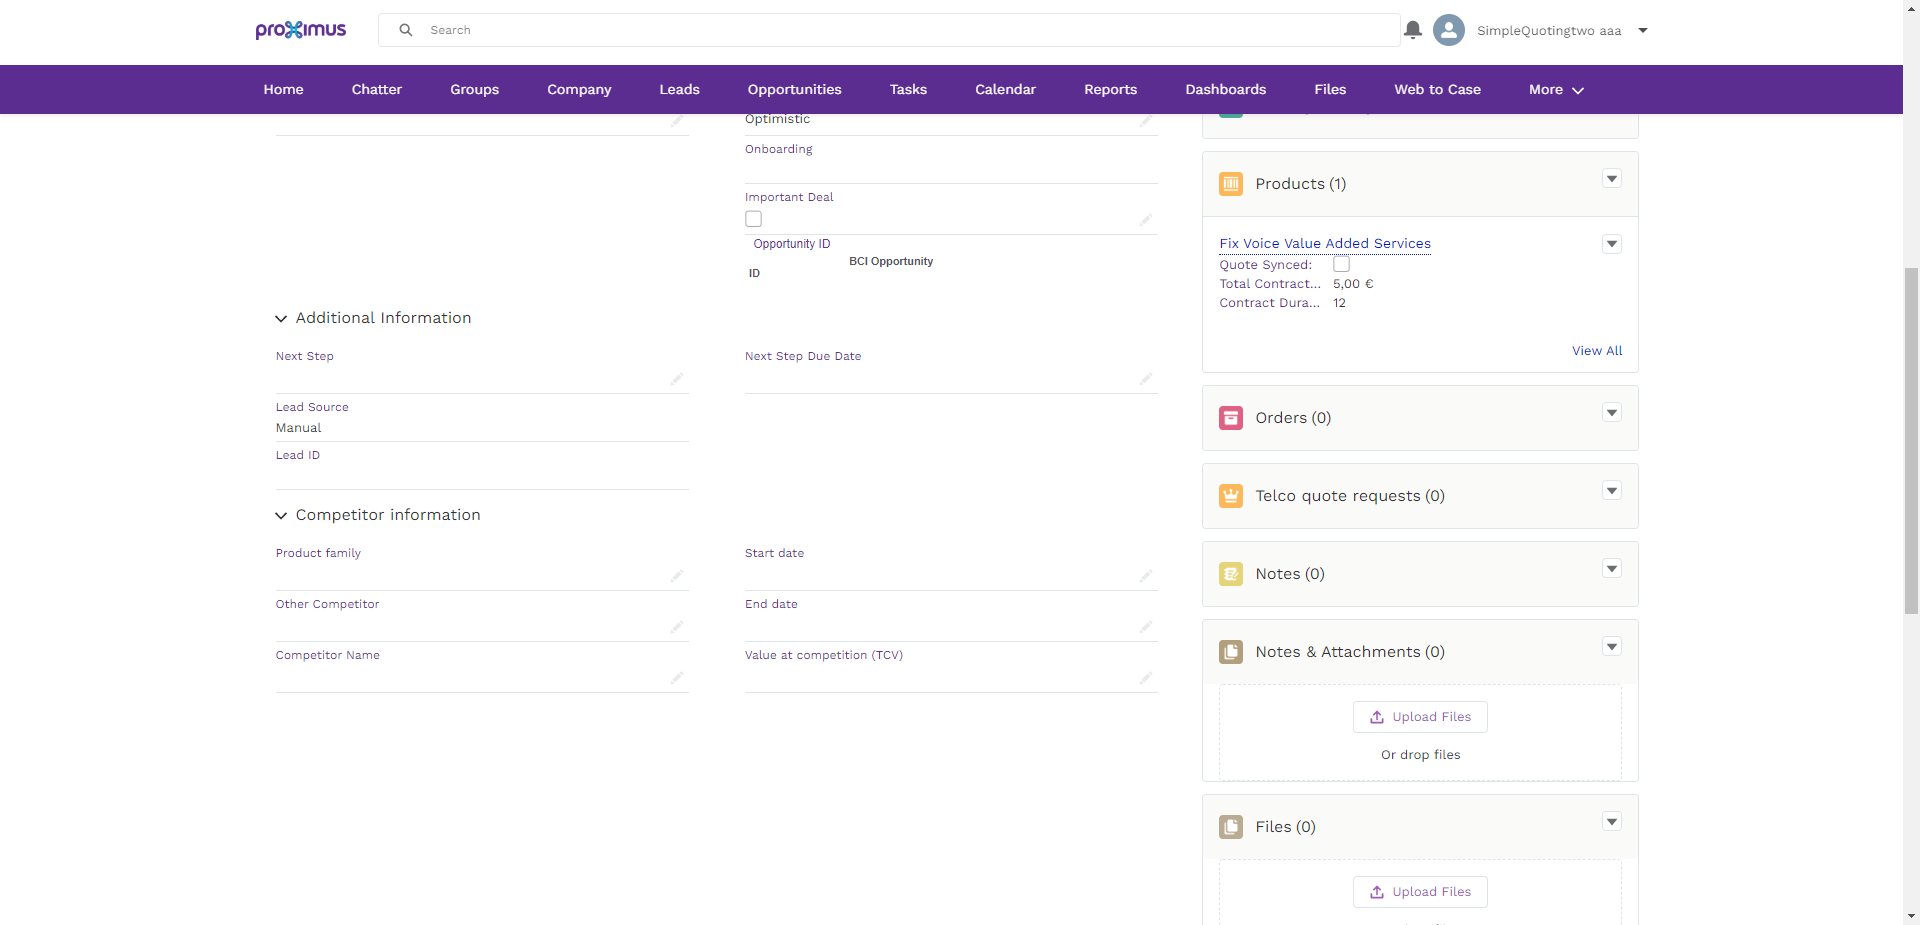 proximus
Search
SimpleQuotingtwo aaa
Home Chatter Groups Company Leads Opportunities Tasks Calendar Reports Dashboards Files Web to Case More
Optimistic
Onboarding
Important Deal
Opportunity ID
BCI Opportunity
ID
Additional Information
Next Step
Next Step Due Date
Lead Source
Manual
Lead ID
Competitor information
Product family
Start date
Other Competitor
End date
Competitor Name
Value at competition (TCV)
Products (1)
Fix Voice Value Added Services
Quote Synced:
Total Contract... 5,00 €
Contract Dura... 12
View All
Orders (0)
Telco quote requests (0)
Notes (0)
Notes & Attachments (0)
Upload Files
Or drop files
Files (0)
Upload Files